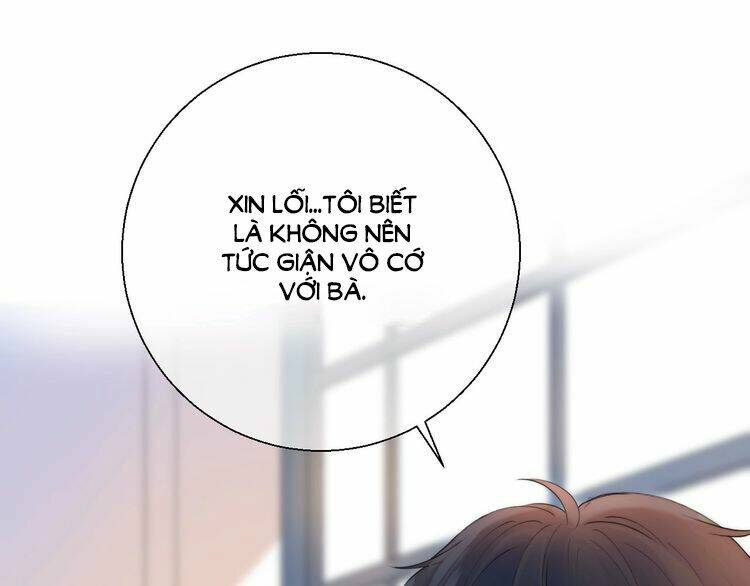 XIN LỖI...TÔI BIẾT
LÀ KHÔNG NÊN
TỨC GIẬN VÔ CỚ
VỚI BÀ.